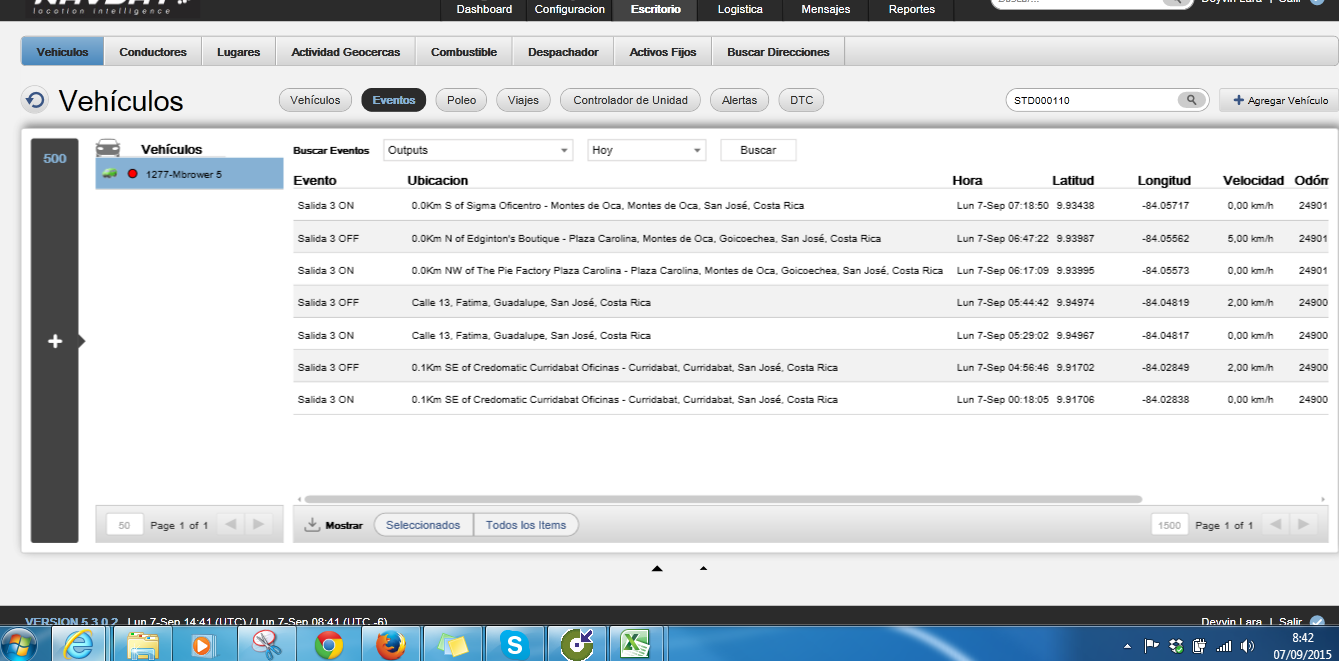 NAVSAT
location intelligence
Dashboard Configuracion Escritorio Logistica Mensajes Reportes Buscar... Deyvin Lara | Salir
Vehiculos Conductores Lugares Actividad Geocercas Combustible Despachador Activos Fijos Buscar Direcciones
Vehículos Vehículos Eventos Poleo Viajes Controlador de Unidad Alertas DTC STD000110 + Agregar Vehículo
500 Vehículos Buscar Eventos Outputs Hoy Buscar
1277-Mbrower 5
Evento Ubicacion Hora Latitud Longitud Velocidad Odóm
Salida 3 ON 0.0Km S of Sigma Oficentro - Montes de Oca, Montes de Oca, San José, Costa Rica Lun 7-Sep 07:18:50 9.93438 -84.05717 0,00 km/h 24901
Salida 3 OFF 0.0Km N of Edginton's Boutique - Plaza Carolina, Montes de Oca, Goicoechea, San José, Costa Rica Lun 7-Sep 06:47:22 9.93987 -84.05562 5,00 km/h 24901
Salida 3 ON 0.0Km NW of The Pie Factory Plaza Carolina - Plaza Carolina, Montes de Oca, Goicoechea, San José, Costa Rica Lun 7-Sep 06:17:09 9.93995 -84.05573 0,00 km/h 24901
Salida 3 OFF Calle 13, Fatima, Guadalupe, San José, Costa Rica Lun 7-Sep 05:44:42 9.94974 -84.04819 2,00 km/h 24900
Salida 3 ON Calle 13, Fatima, Guadalupe, San José, Costa Rica Lun 7-Sep 05:29:02 9.94967 -84.04817 0,00 km/h 24900
Salida 3 OFF 0.1Km SE of Credomatic Curridabat Oficinas - Curridabat, Curridabat, San José, Costa Rica Lun 7-Sep 04:56:46 9.91702 -84.02849 2,00 km/h 24900
Salida 3 ON 0.1Km SE of Credomatic Curridabat Oficinas - Curridabat, Curridabat, San José, Costa Rica Lun 7-Sep 00:18:05 9.91706 -84.02838 0,00 km/h 24900
50 Page 1 of 1 Mostrar Seleccionados Todos los Items 1500 Page 1 of 1
VERSION 5.3.0.2 Lun 7-Sep 14:41 (UTC) / Lun 7-Sep 08:41 (UTC -6) Deyvin Lara | Salir
8:42
07/09/2015